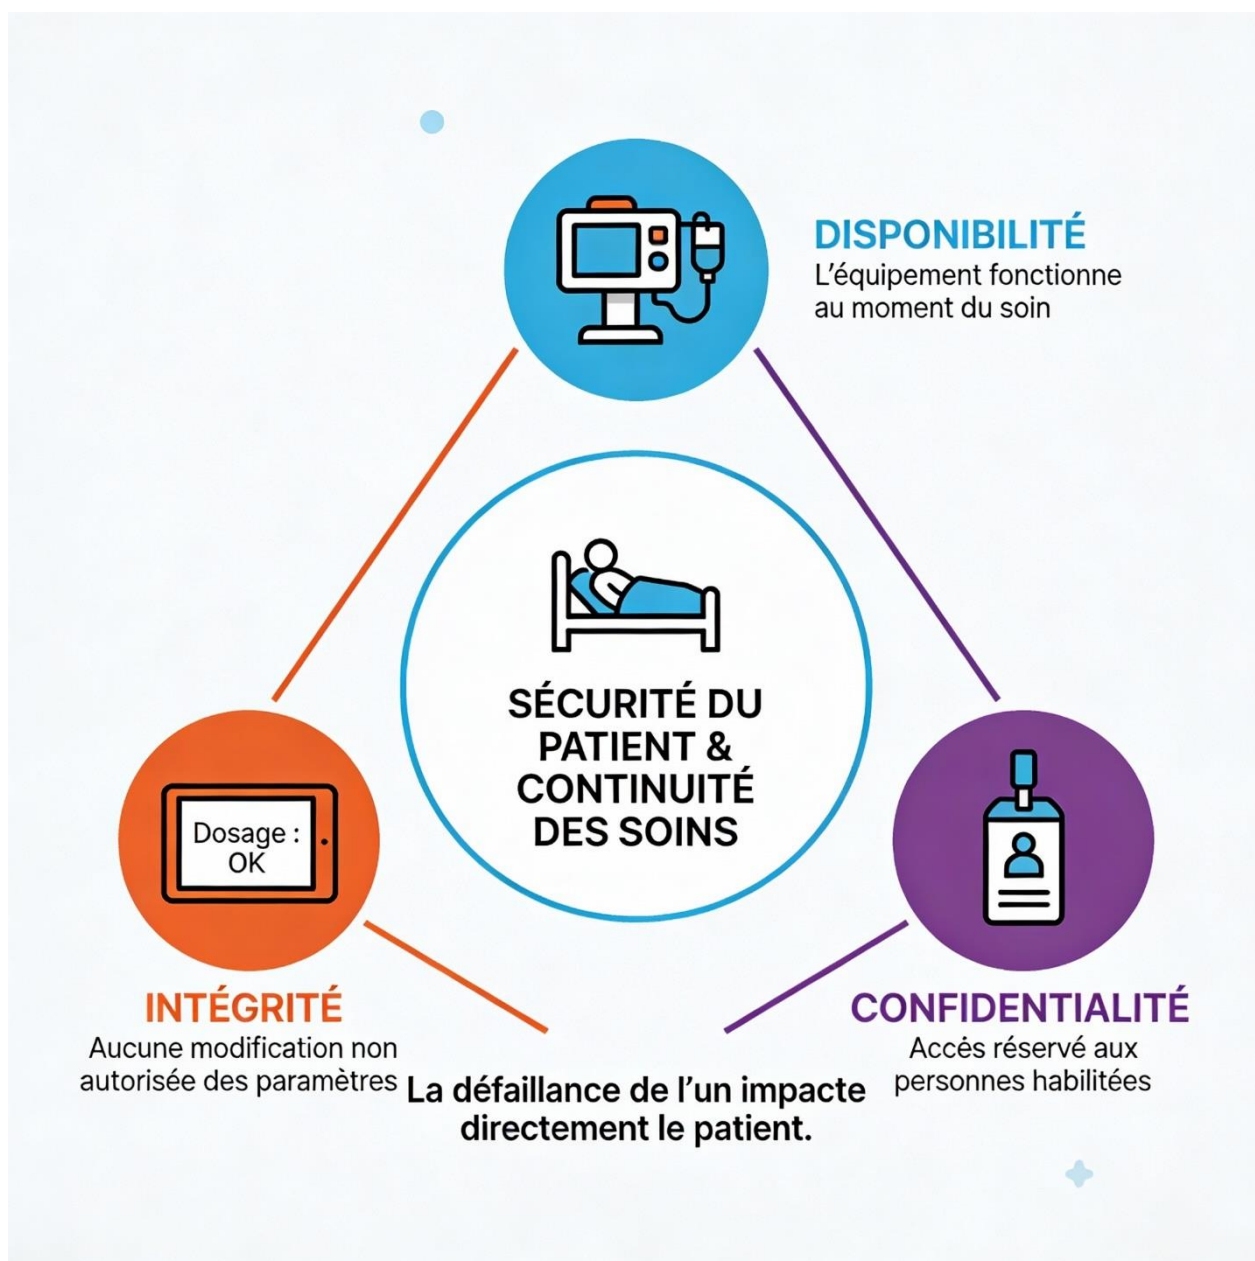 DISPONIBILITÉ
L'équipement fonctionne
au moment du soin
SÉCURITÉ DU
PATIENT &
CONTINUITÉ
DES SOINS
Dosage :
OK
INTÉGRITÉ
Aucune modification non
autorisée des paramètres
CONFIDENTIALITÉ
Accès réservé aux
personnes habilitées
La défaillance de l'un impacte
directement le patient.